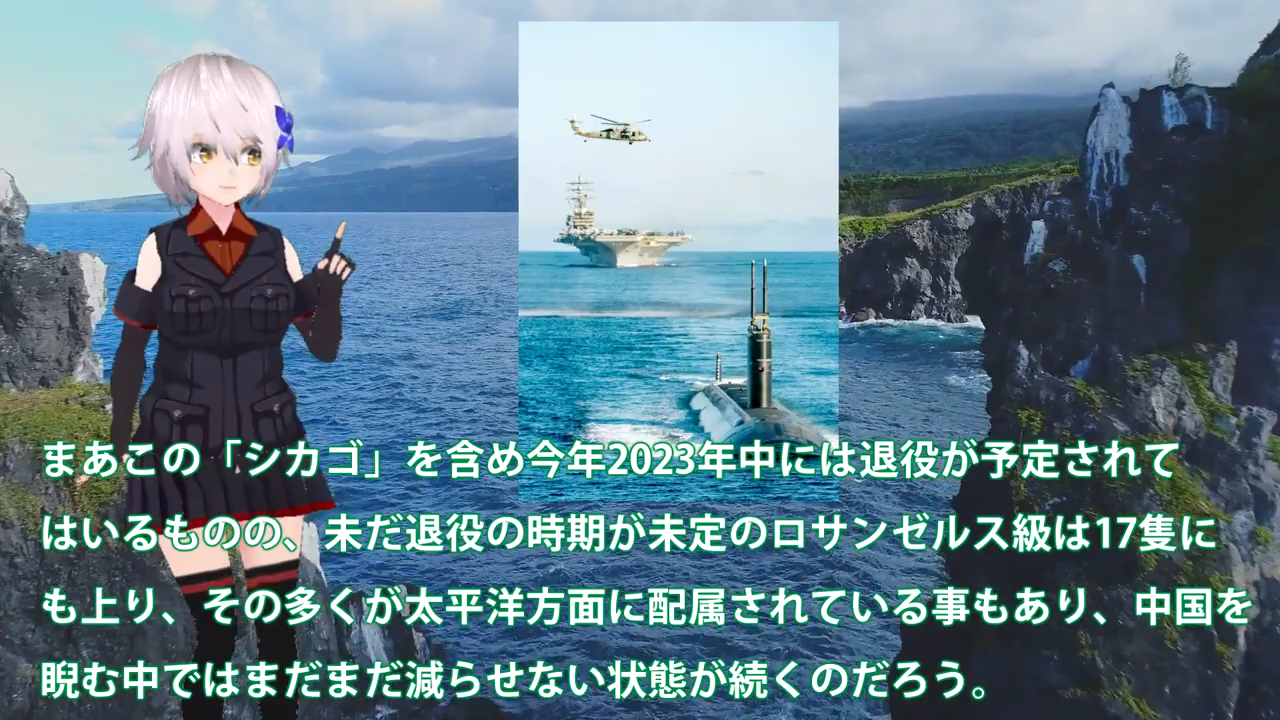 まあこの「シカゴ」を含め今年2023年中には退役が予定されて
はいるものの、未だ退役の時期が未定のロサンゼルス級は17隻に
も上り、その多くが太平洋方面に配属されている事もあり、中国を
睨む中ではまだまだ減らせない状態が続くのだろう。